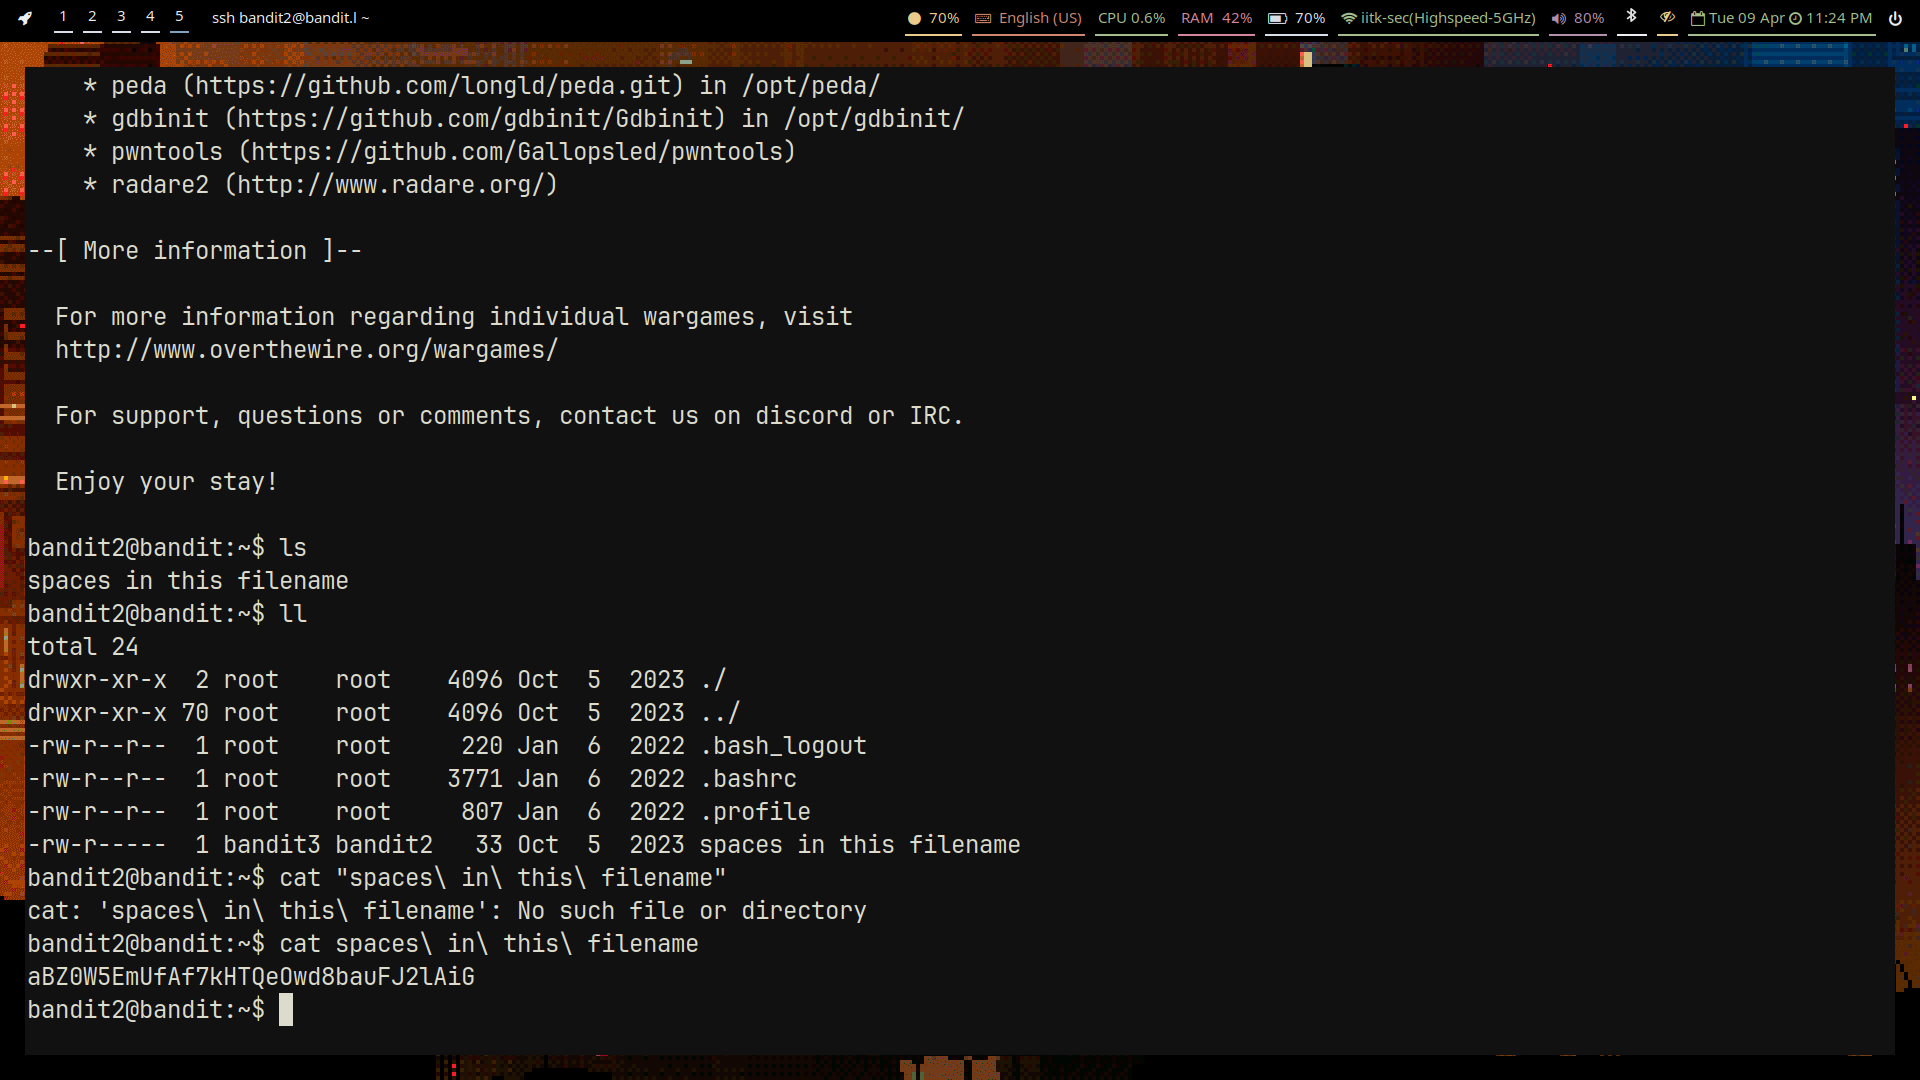 1 2 3 4 5 ssh bandit2@bandit.l ~ 70% English (US) CPU 0.6% RAM 42% 70% iitk-sec(Highspeed-5GHz) 80% Tue 09 Apr 11:24 PM
* peda (https://github.com/longld/peda.git) in /opt/peda/
* gdbinit (https://github.com/gdbinit/Gdbinit) in /opt/gdbinit/
* pwntools (https://github.com/Gallopsled/pwntools)
* radare2 (http://www.radare.org/)
--[ More information ]--
For more information regarding individual wargames, visit
http://www.overthewire.org/wargames/
For support, questions or comments, contact us on discord or IRC.
Enjoy your stay!
bandit2@bandit:~$ ls
spaces in this filename
bandit2@bandit:~$ ll
total 24
drwxr-xr-x  2 root    root    4096 Oct  5  2023 ./
drwxr-xr-x 70 root    root    4096 Oct  5  2023 ../
-rw-r--r--  1 root    root     220 Jan  6  2022 .bash_logout
-rw-r--r--  1 root    root    3771 Jan  6  2022 .bashrc
-rw-r--r--  1 root    root     807 Jan  6  2022 .profile
-rw-r-----  1 bandit3 bandit2   33 Oct  5  2023 spaces in this filename
bandit2@bandit:~$ cat "spaces\ in\ this\ filename"
cat: 'spaces\ in\ this\ filename': No such file or directory
bandit2@bandit:~$ cat spaces\ in\ this\ filename
aBZ0W5EmUfAf7kHTQeOwd8bauFJ2lAiG
bandit2@bandit:~$